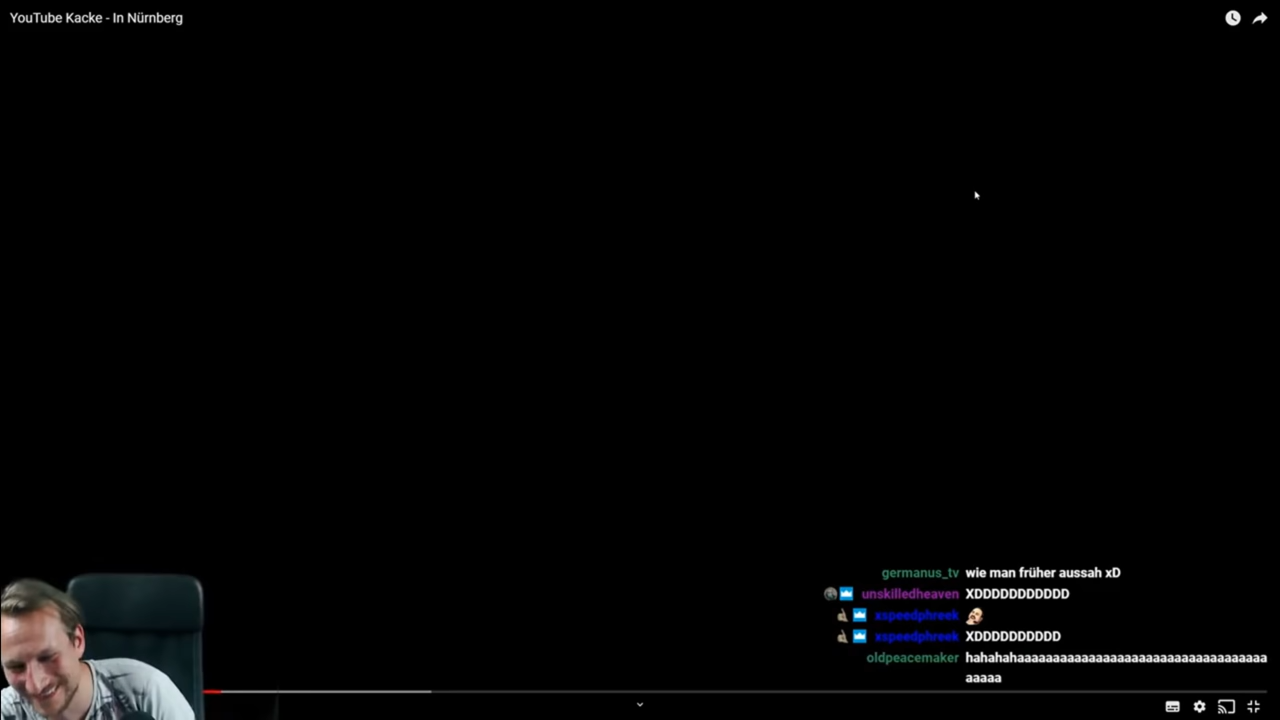 YouTube Kacke - In Nürnberg
germanus_tv wie man früher aussah xD
unskilledheaven XDDDDDDDDDDD
xspeedphreek
xspeedphreek XDDDDDDDDDD
oldpeacemaker hahahahaaaaaaaaaaaaaaaaaaaaaaaaaaaaaaaaaaa
aaaaa